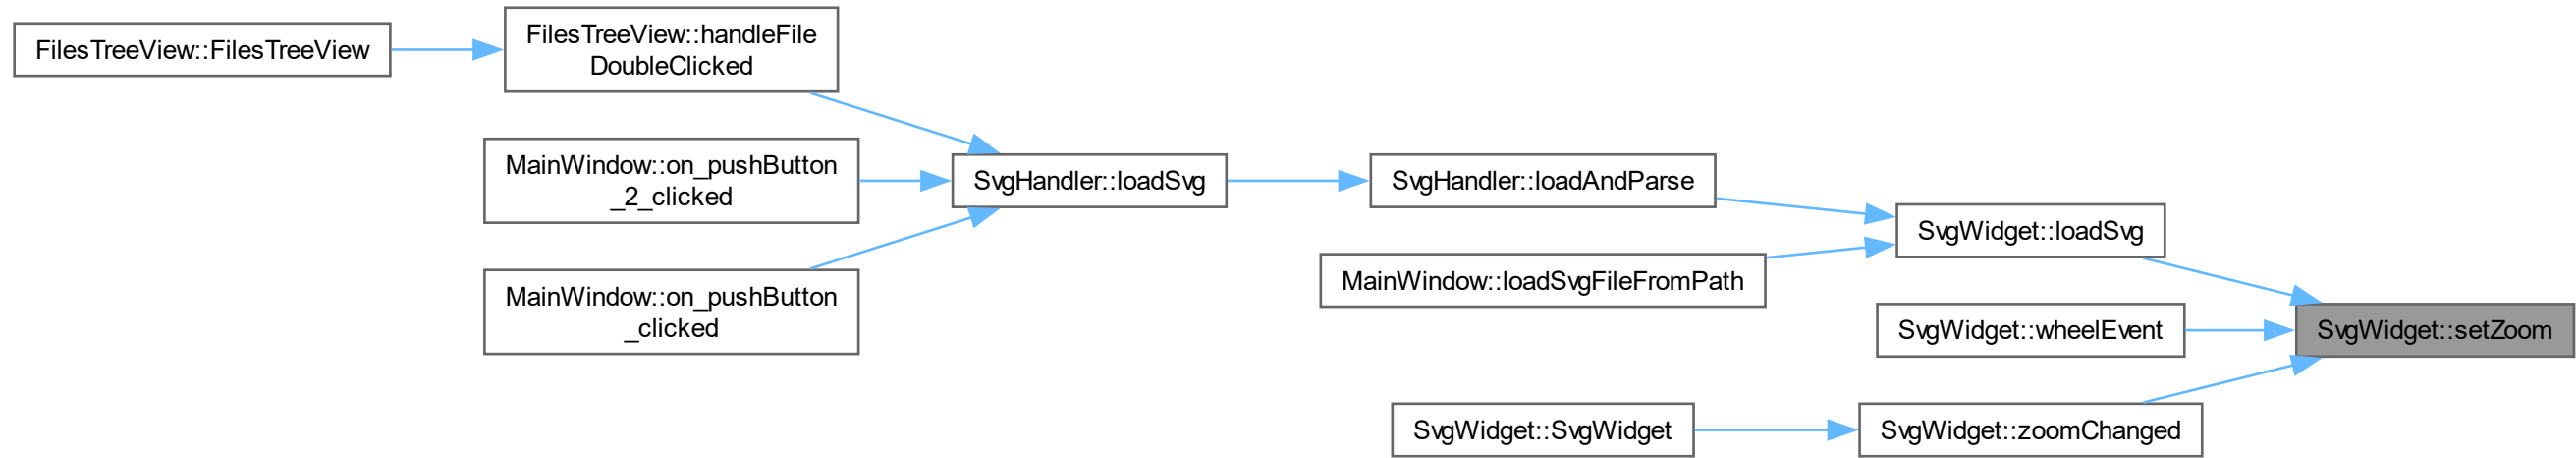 FilesTreeView::FilesTreeView
FilesTreeView::handleFile
DoubleClicked
MainWindow::on_pushButton
_2_clicked
MainWindow::on_pushButton
_clicked
SvgHandler::loadSvg
SvgHandler::loadAndParse
MainWindow::loadSvgFileFromPath
SvgWidget::SvgWidget
SvgWidget::loadSvg
SvgWidget::wheelEvent
SvgWidget::zoomChanged
SvgWidget::setZoom